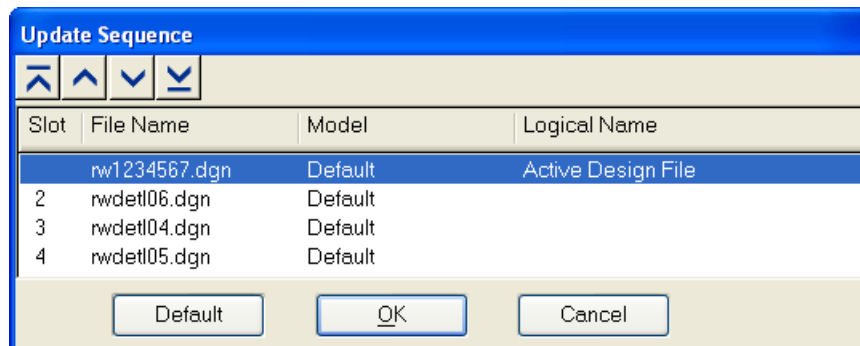 Update Sequence
Slot File Name Model Logical Name
rw1234567.dgn Default Active Design File
2 rwdetl06.dgn Default
3 rwdetl04.dgn Default
4 rwdetl05.dgn Default
Default OK Cancel